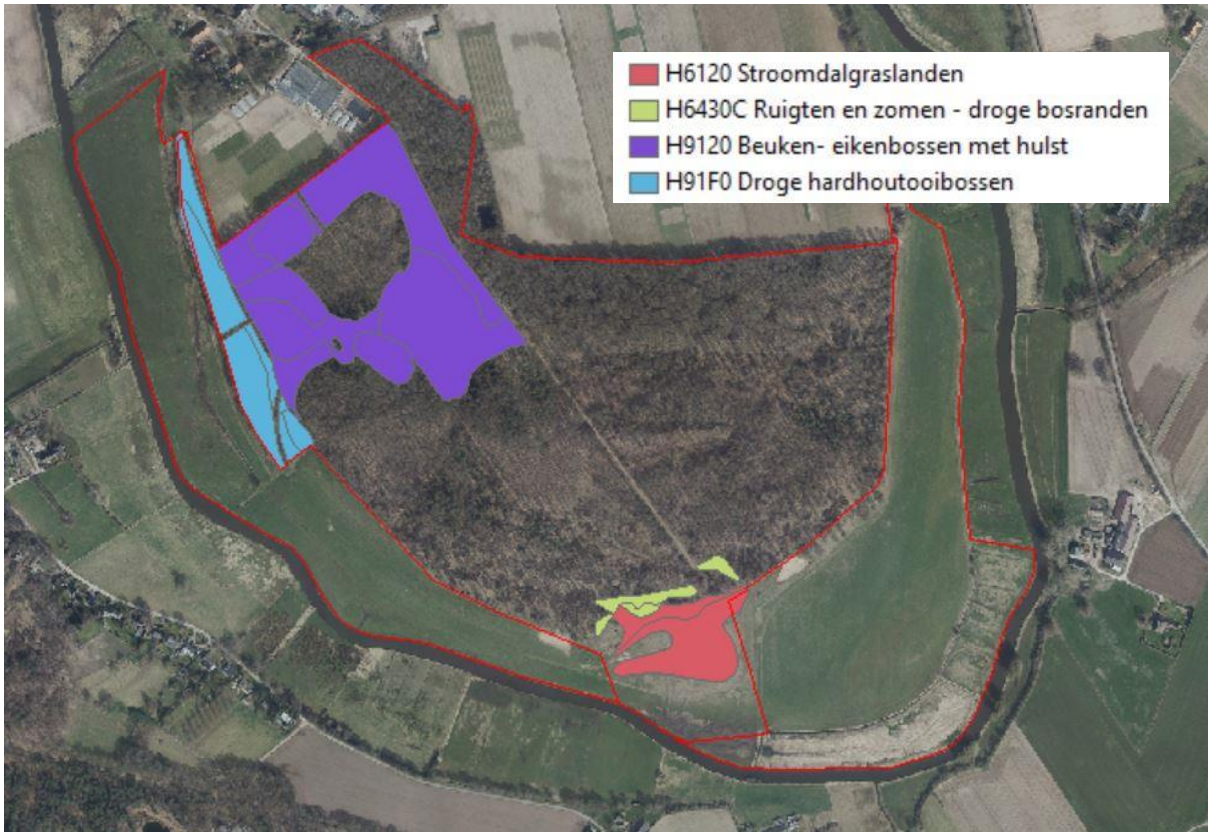 H6120 Stroomdalgraslanden
H6430C Ruigten en zomen - droge bosranden
H9120 Beuken- eikenbossen met hulst
H91F0 Droge hardhoutooibossen